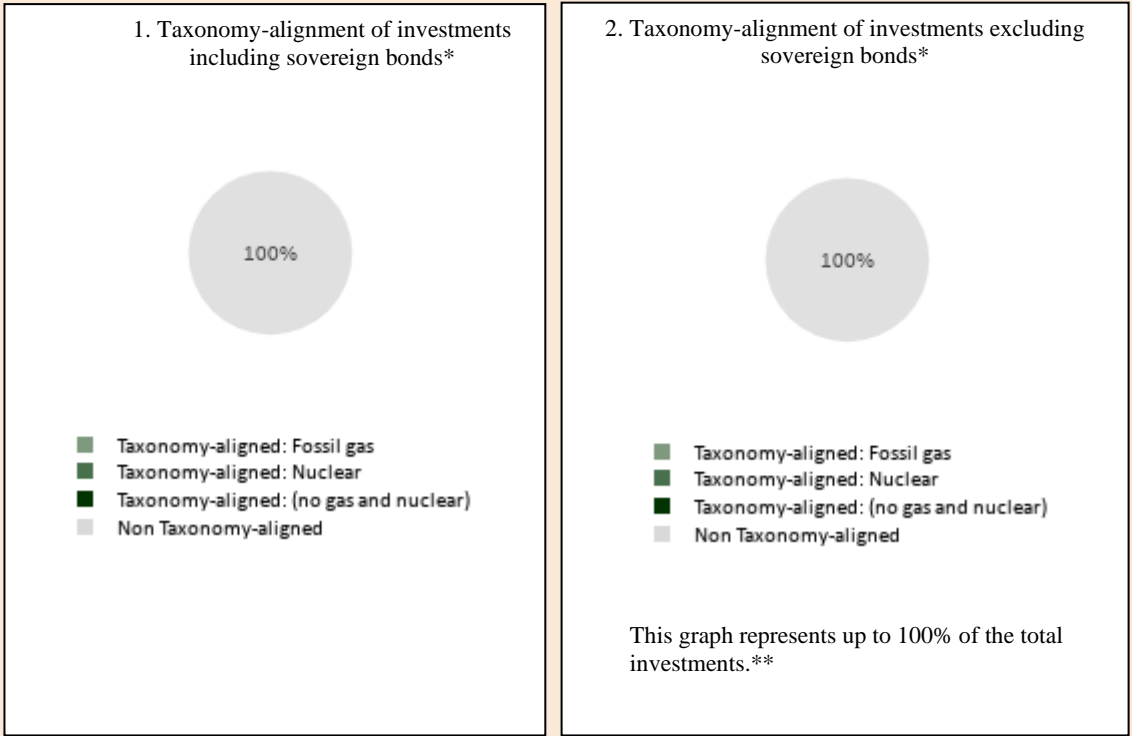 1. Taxonomy-alignment of investments
including sovereign bonds*
100%
Taxonomy-aligned: Fossil gas
Taxonomy-aligned: Nuclear
Taxonomy-aligned: (no gas and nuclear)
Non Taxonomy-aligned
2. Taxonomy-alignment of investments excluding
sovereign bonds*
100%
Taxonomy-aligned: Fossil gas
Taxonomy-aligned: Nuclear
Taxonomy-aligned: (no gas and nuclear)
Non Taxonomy-aligned
This graph represents up to 100% of the total
investments.**